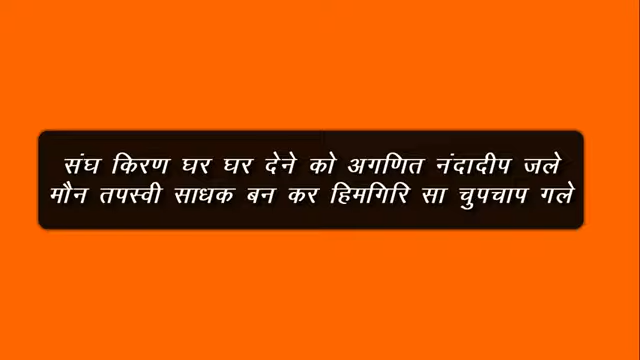 संघ किरण घर घर देने को अगणित नंदादीप जले
मौन तपस्वी साधक बन कर हिमगिरि सा चुपचाप गले